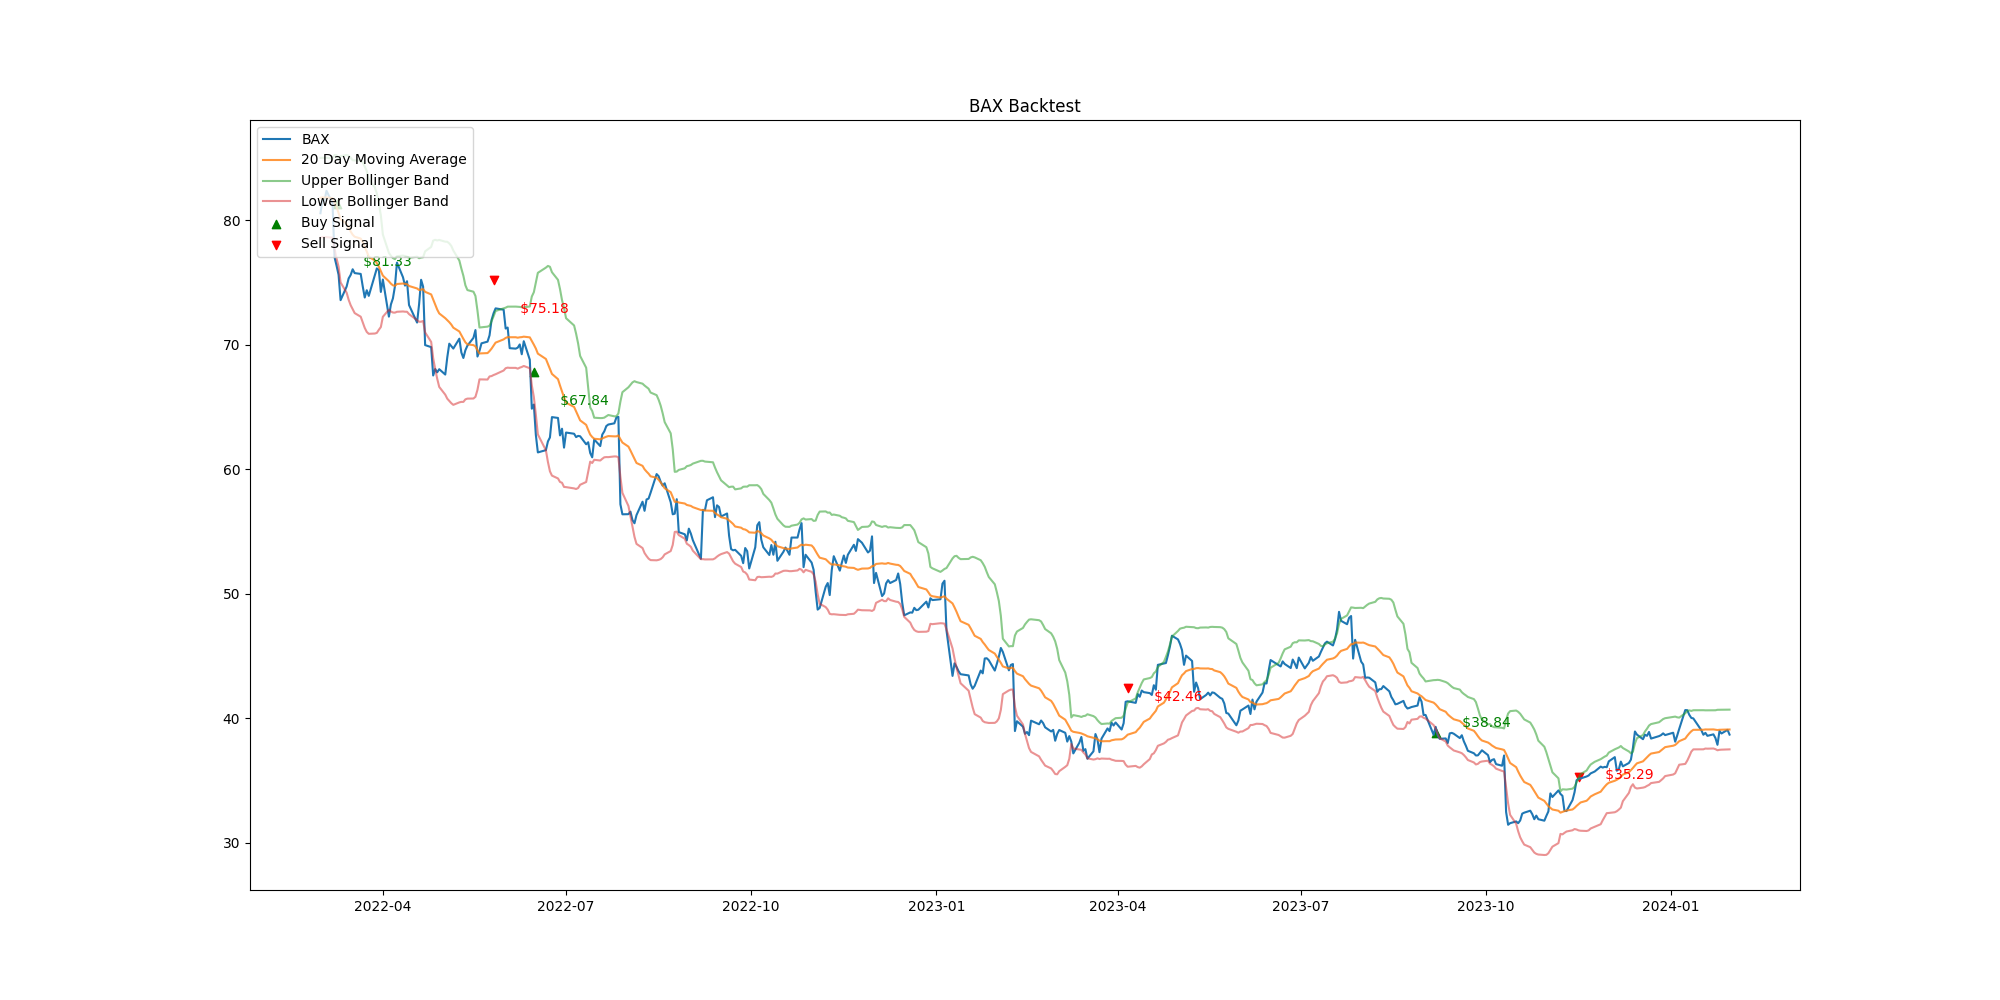 BAX Backtest
BAX
20 Day Moving Average
Upper Bollinger Band
Lower Bollinger Band
Buy Signal
Sell Signal
$81.33
$75.18
$67.84
$42.46
$38.84
$35.29
80
70
60
50
40
30
2022-04
2022-07
2022-10
2023-01
2023-04
2023-07
2023-10
2024-01